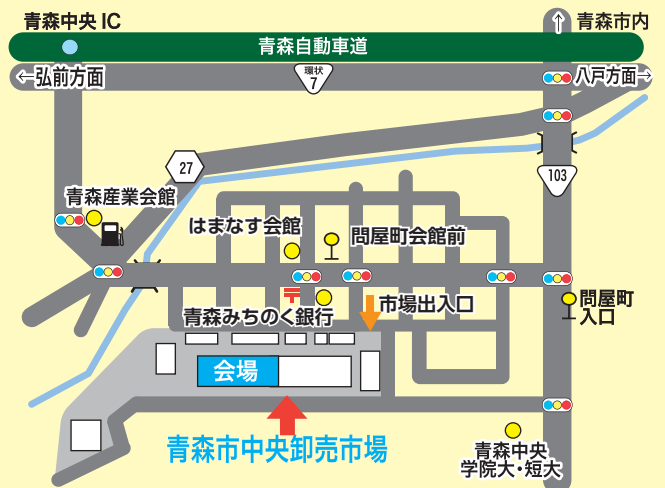 青森中央 IC
↑青森市内
青森自動車道
←弘前方面
環状
7
八戸方面→
27
103
青森産業会館
はまなす会館
問屋町会館前
問屋町
入口
青森みちのく銀行
市場出入口
会場
青森市中央卸売市場
青森中央
学院大・短大